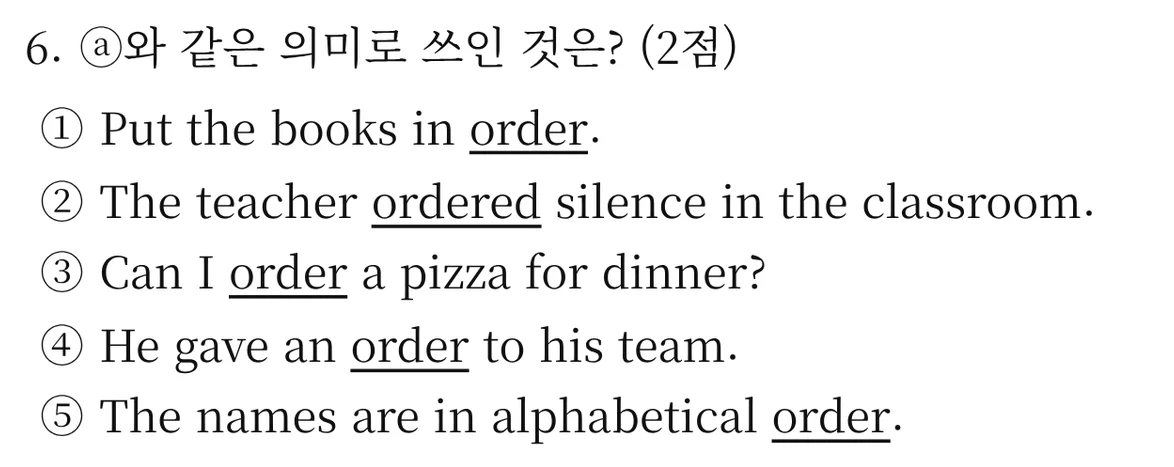 6. ⓐ와 같은 의미로 쓰인 것은? (2점)
① Put the books in order.
② The teacher ordered silence in the classroom.
③ Can I order a pizza for dinner?
④ He gave an order to his team.
⑤ The names are in alphabetical order.